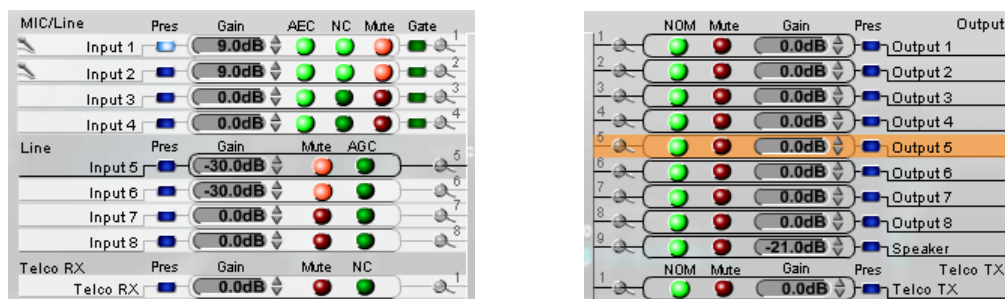 MIC/Line Pres Gain AEC NC Mute Gate
Input 1 9.0dB 1
Input 2 9.0dB 2
Input 3 0.0dB 3
Input 4 0.0dB 4
Line Pres Gain Mute AGC
Input 5 -30.0dB 5
Input 6 -30.0dB 6
Input 7 0.0dB 7
Input 8 0.0dB 8
Telco RX Pres Gain Mute NC
Telco RX 0.0dB 1
NOM Mute Gain Pres Output
1 0.0dB Output 1
2 0.0dB Output 2
3 0.0dB Output 3
4 0.0dB Output 4
5 0.0dB Output 5
6 0.0dB Output 6
7 0.0dB Output 7
8 0.0dB Output 8
9 -21.0dB Speaker
NOM Mute Gain Pres Telco TX
1 0.0dB Telco TX